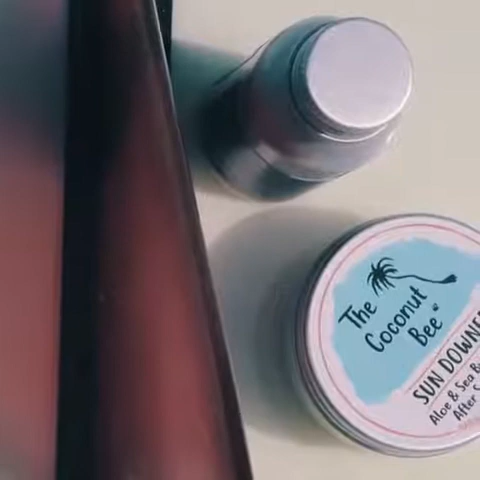 The
Coconut
Bee
SUN DOWNE
Aloe & Sea B
After S